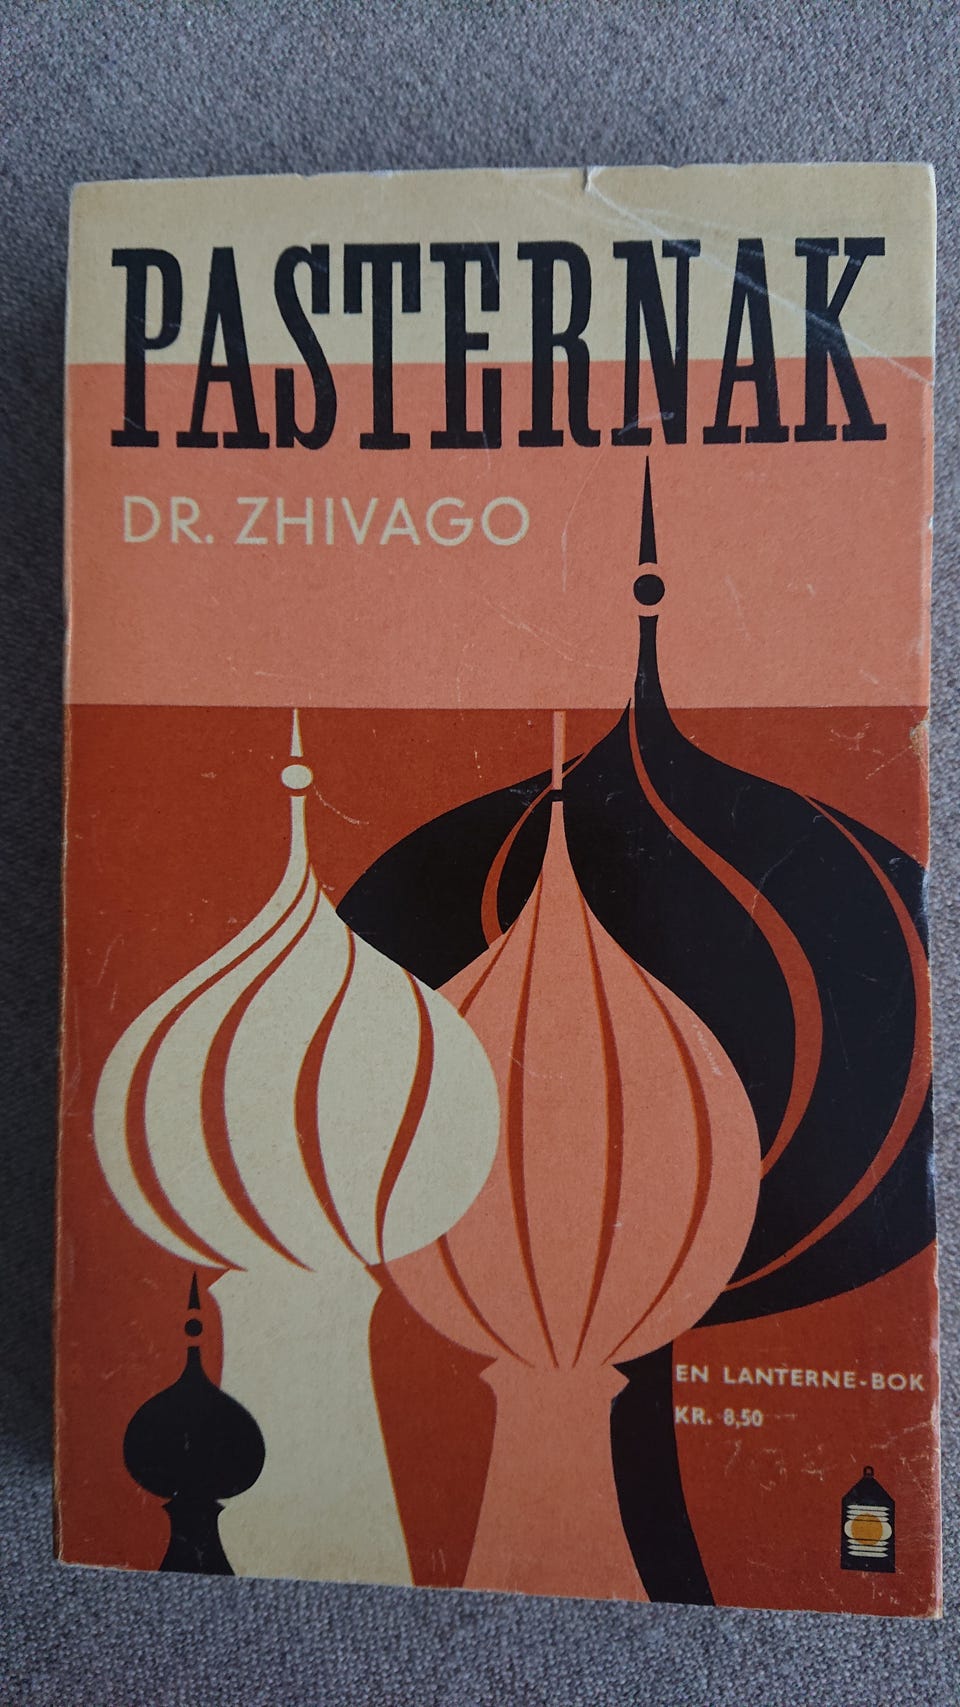 PASTERNAK
DR. ZHIVAGO
EN LANTERNE-BOK
KR. 8,50